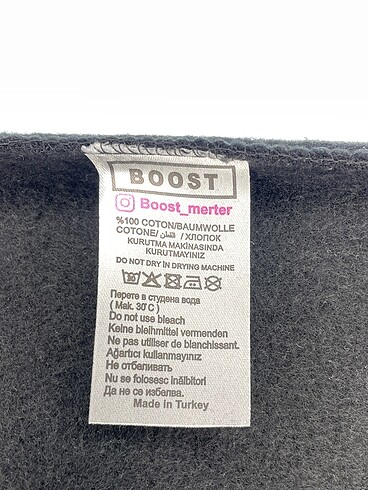 BOOST
Boost_merter
%100 COTON/BAUMWOLLE
COTONE/ قطن / ХЛОПОК
KURUTMA MAKİNASINDA
KURUTMAYINIZ
DO NOT DRY IN DRYING MACHINE
30
Перете в студена вода
( Mak. 30°C )
Do not use bleach
Keine bleihmittel vermenden
Ne pas utiliser de blanchissant.
Ağartıcı kullanmayınız
Не отбеливать
Nu se folosesc inălbitori
Да не се избелва.
Made in Turkey